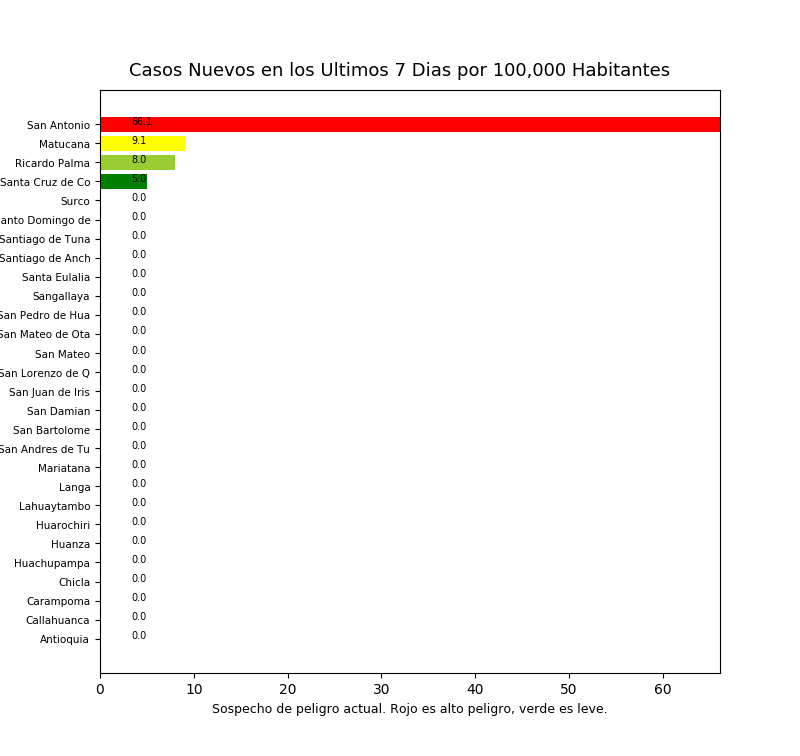 Casos Nuevos en los Ultimos 7 Dias por 100,000 Habitantes
San Antonio 66.1
Matucana 9.1
Ricardo Palma 8.0
Santa Cruz de Co 5.0
Surco 0.0
anto Domingo de 0.0
Santiago de Tuna 0.0
Santiago de Anch 0.0
Santa Eulalia 0.0
Sangallaya 0.0
San Pedro de Hua 0.0
San Mateo de Ota 0.0
San Mateo 0.0
San Lorenzo de Q 0.0
San Juan de Iris 0.0
San Damian 0.0
San Bartolome 0.0
San Andres de Tu 0.0
Mariatana 0.0
Langa 0.0
Lahuaytambo 0.0
Huarochiri 0.0
Huanza 0.0
Huachupampa 0.0
Chicla 0.0
Carampoma 0.0
Callahuanca 0.0
Antioquia 0.0
0 10 20 30 40 50 60
Sospecho de peligro actual. Rojo es alto peligro, verde es leve.